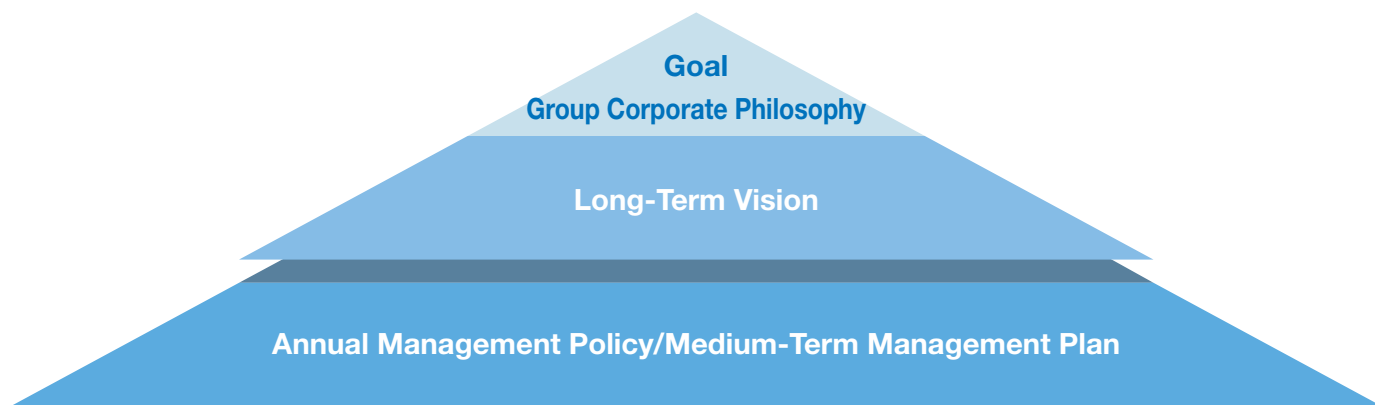 Goal
Group Corporate Philosophy
Long-Term Vision
Annual Management Policy/Medium-Term Management Plan